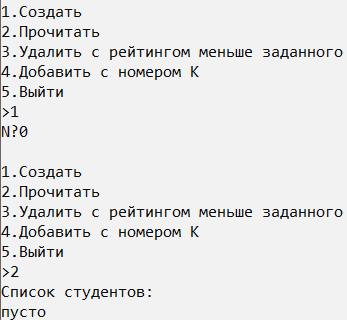 1.Создать
2.Прочитать
3.Удалить с рейтингом меньше заданного
4.Добавить с номером K
5.Выйти
>1
N?0
1.Создать
2.Прочитать
3.Удалить с рейтингом меньше заданного
4.Добавить с номером K
5.Выйти
>2
Список студентов:
пусто